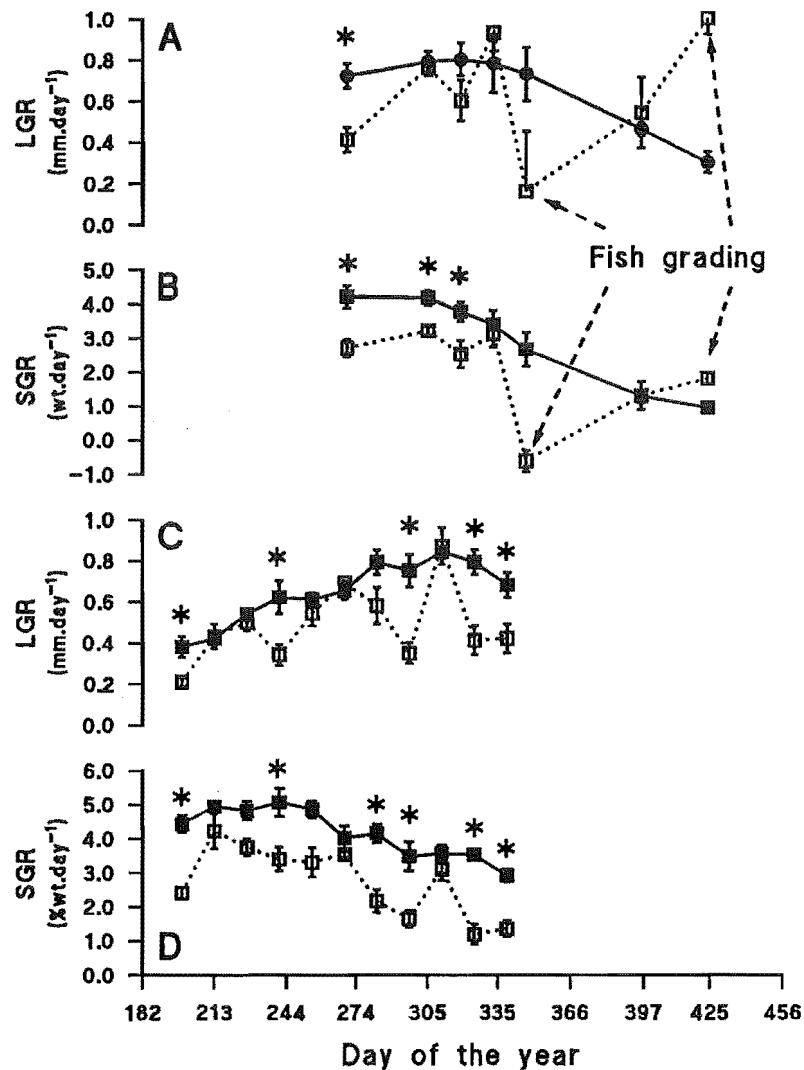 A
*
1.0
0.8
0.6
0.4
0.2
0.0
LGR
(mm.day⁻¹)
Fish grading
B
* * *
5.0
4.0
3.0
2.0
1.0
0.0
−1.0
SGR
(wt.day⁻¹)
C
* * * * *
1.0
0.8
0.6
0.4
0.2
0.0
LGR
(mm.day⁻¹)
* * * * * *
6.0
5.0
4.0
3.0
2.0
1.0
0.0
SGR
(%wt.day⁻¹)
D
182 213 244 274 305 335 366 397 425 456
Day of the year